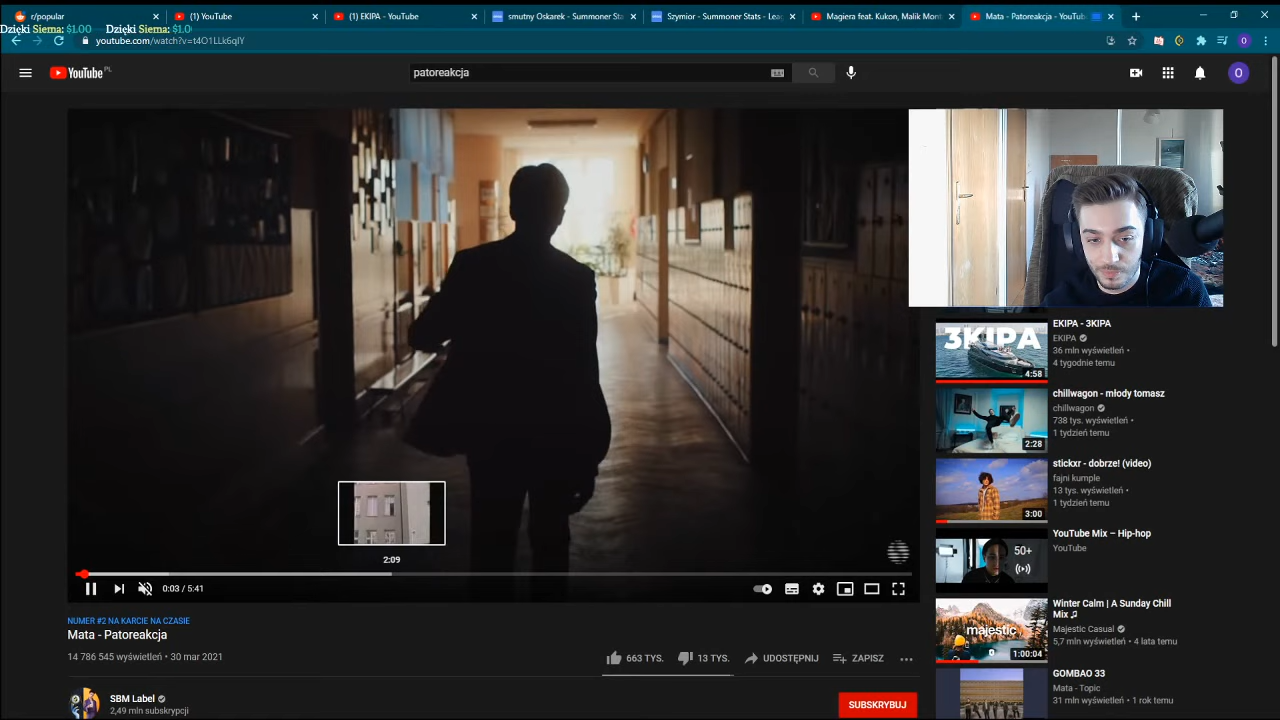 r/popular
(1) YouTube
(1) EKIPA - YouTube
smutny Oskarek - Summoner Sta
Szymior - Summoner Stats - Lea
Magiera feat. Kukon, Malik Mont
Mata - Patoreakcja - YouTub
Dzięki Siema: $1.00 Dzięki Siema: $1.0
youtube.com/watch?v=t4O1LLk6qIY
YouTube PL
patoreakcja
O
2:09
0:03 / 5:41
NUMER #2 NA KARCIE NA CZASIE
Mata - Patoreakcja
14 786 545 wyświetleń • 30 mar 2021
663 TYS.
13 TYS.
UDOSTĘPNIJ
ZAPISZ
SBM Label
2,49 mln subskrypcji
SUBSKRYBUJ
3KIPA
4:58
EKIPA - 3KIPA
EKIPA
36 mln wyświetleń •
4 tygodnie temu
2:28
chillwagon - młody tomasz
chillwagon
738 tys. wyświetleń •
1 tydzień temu
3:00
stickxr - dobrze! (video)
fajni kumple
13 tys. wyświetleń •
1 tydzień temu
50+
YouTube Mix – Hip-hop
YouTube
majestic
1:00:04
Winter Calm | A Sunday Chill
Mix ♫
Majestic Casual
5,7 mln wyświetleń • 4 lata temu
GOMBAO 33
Mata - Topic
31 mln wyświetleń • 1 rok temu